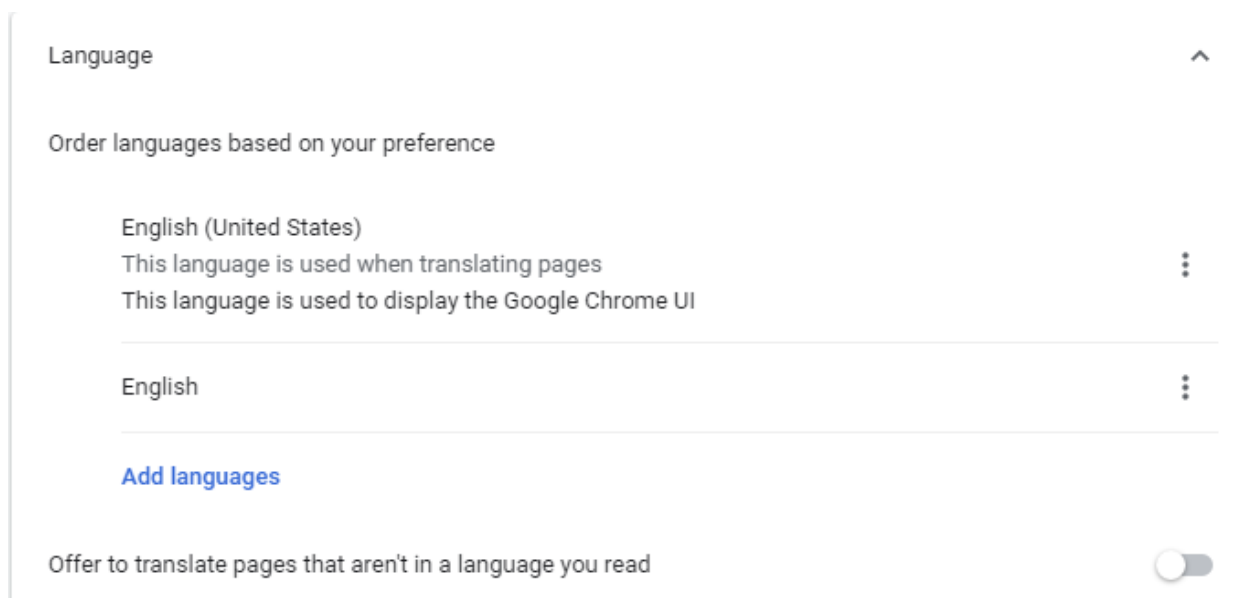 Language
Order languages based on your preference
English (United States)
This language is used when translating pages
This language is used to display the Google Chrome UI
English
Add languages
Offer to translate pages that aren't in a language you read